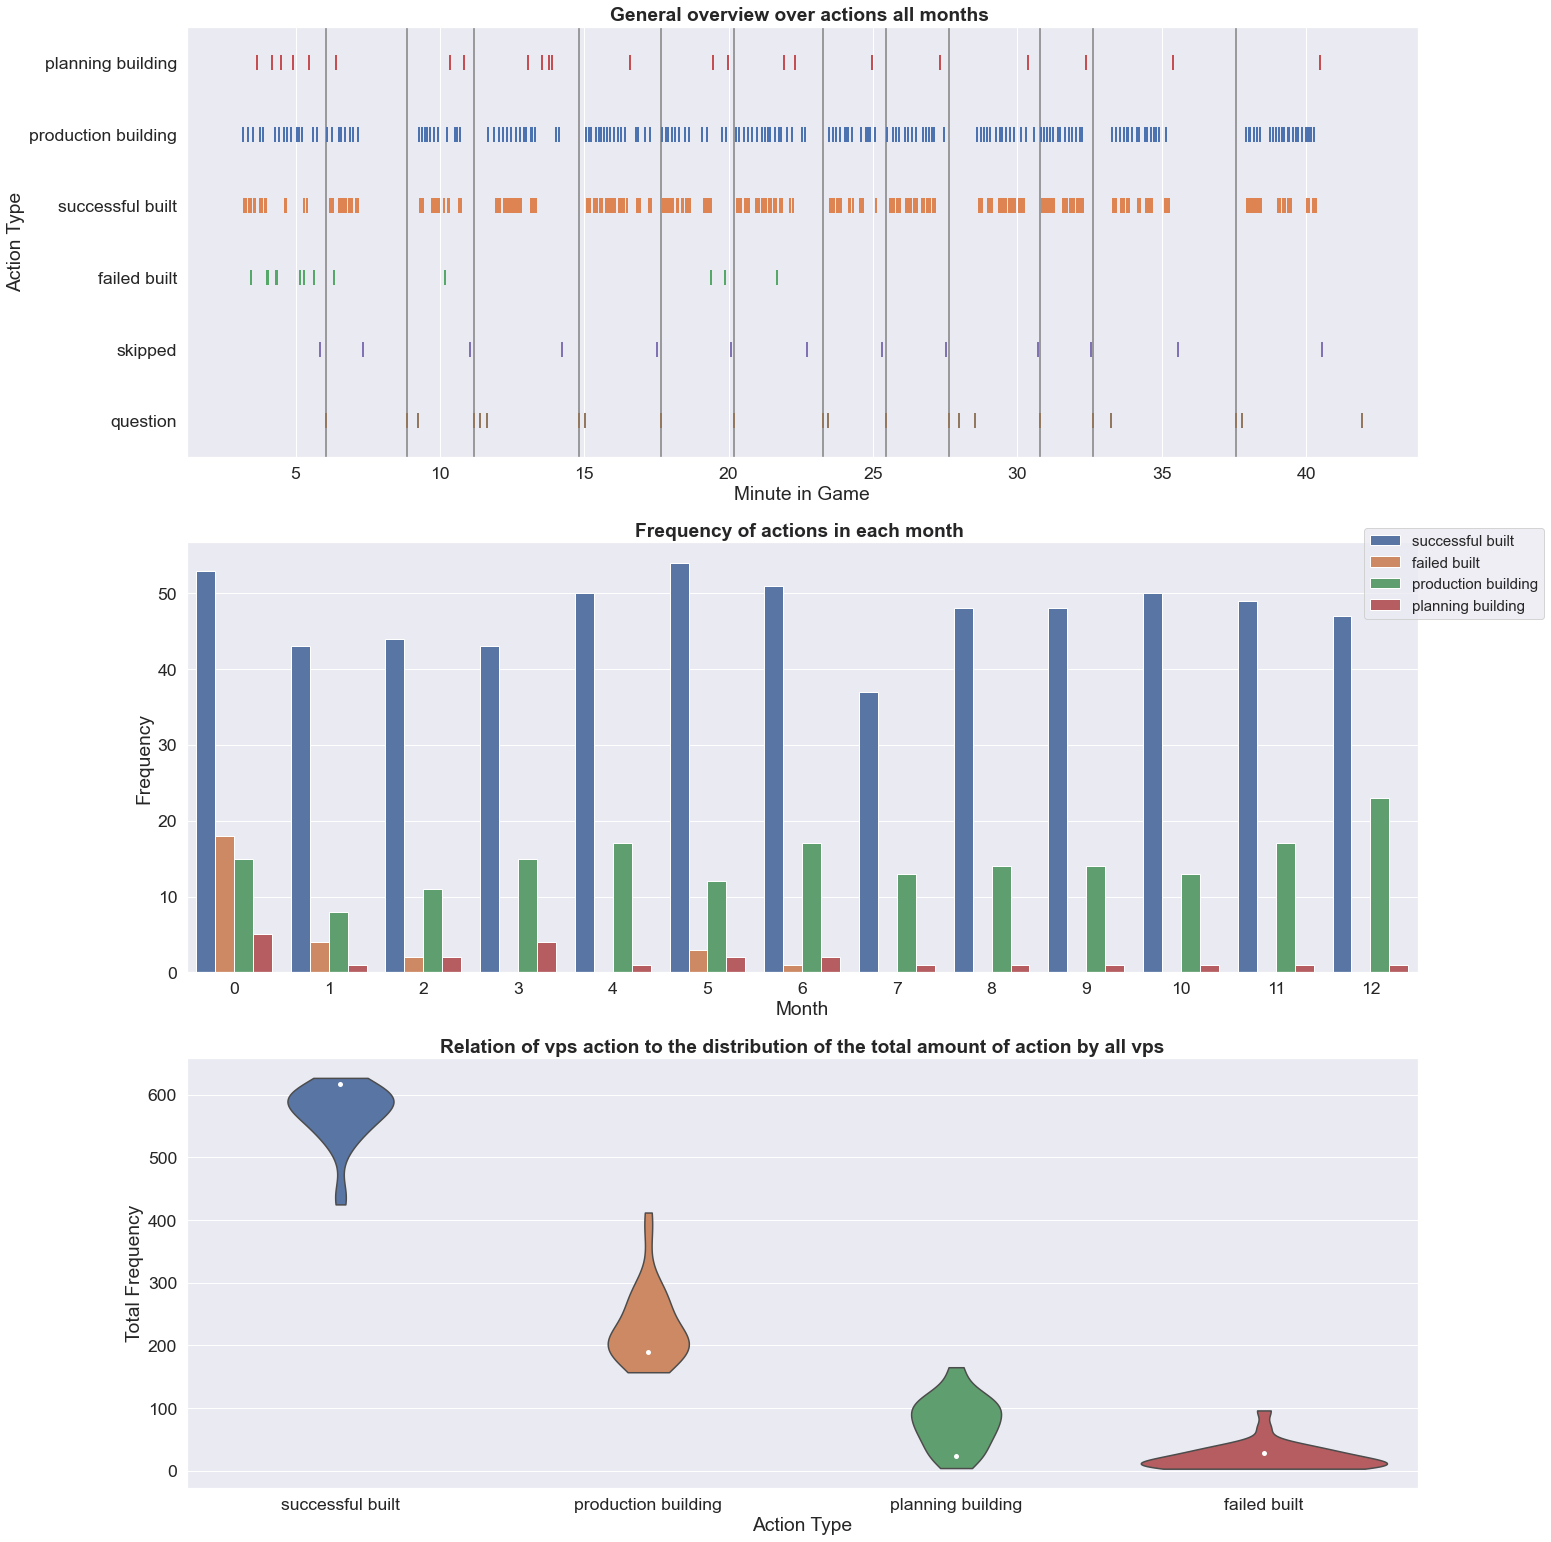 General overview over actions all months
planning building
production building
successful built
failed built
skipped
question
Action Type
5 10 15 20 25 30 35 40
Minute in Game
Frequency of actions in each month
successful built
failed built
production building
planning building
50
40
30
20
10
0
Frequency
0 1 2 3 4 5 6 7 8 9 10 11 12
Month
Relation of vps action to the distribution of the total amount of action by all vps
600
500
400
300
200
100
0
Total Frequency
successful built production building planning building failed built
Action Type